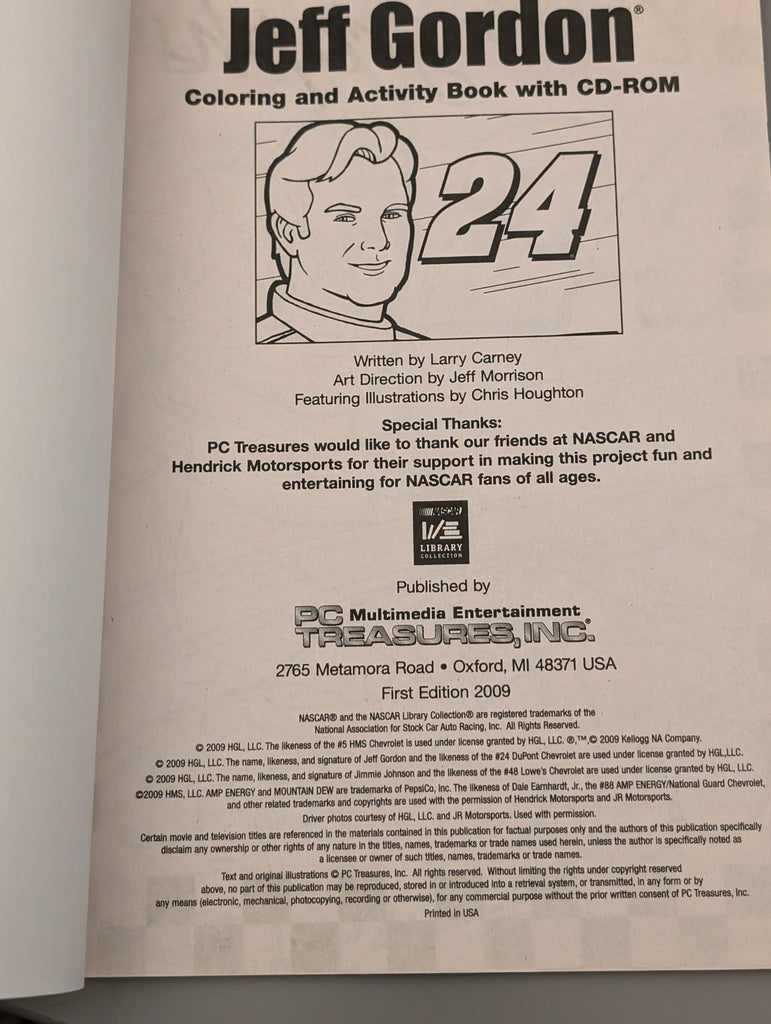 Jeff Gordon®
Coloring and Activity Book with CD-ROM
24
Written by Larry Carney
Art Direction by Jeff Morrison
Featuring Illustrations by Chris Houghton
Special Thanks:
PC Treasures would like to thank our friends at NASCAR and
Hendrick Motorsports for their support in making this project fun and
entertaining for NASCAR fans of all ages.
NASCAR
LIBRARY
COLLECTION
Published by
PC Multimedia Entertainment
TREASURES, INC.®
2765 Metamora Road • Oxford, MI 48371 USA
First Edition 2009
NASCAR® and the NASCAR Library Collection® are registered trademarks of the
National Association for Stock Car Auto Racing, Inc. All Rights Reserved.
© 2009 HGL, LLC. The likeness of the #5 HMS Chevrolet is used under license granted by HGL, LLC. ®,™,© 2009 Kellogg NA Company.
© 2009 HGL, LLC. The name, likeness, and signature of Jeff Gordon and the likeness of the #24 DuPont Chevrolet are used under license granted by HGL,LLC.
© 2009 HGL, LLC. The name, likeness, and signature of Jimmie Johnson and the likeness of the #48 Lowe's Chevrolet are used under license granted by HGL, LLC.
©2009 HMS, LLC. AMP ENERGY and MOUNTAIN DEW are trademarks of PepsiCo, Inc. The likeness of Dale Earnhardt, Jr., the #88 AMP ENERGY/National Guard Chevrolet,
and other related trademarks and copyrights are used with the permission of Hendrick Motorsports and JR Motorsports.
Driver photos courtesy of HGL, LLC. and JR Motorsports. Used with permission.
Certain movie and television titles are referenced in the materials contained in this publication for factual purposes only and the authors of this publication specifically
disclaim any ownership or other rights of any nature in the titles, names, trademarks or trade names used herein, unless the author is specifically noted as
a licensee or owner of such titles, names, trademarks or trade names.
Text and original illustrations © PC Treasures, Inc. All rights reserved. Without limiting the rights under copyright reserved
above, no part of this publication may be reproduced, stored in or introduced into a retrieval system, or transmitted, in any form or by
any means (electronic, mechanical, photocopying, recording or otherwise), for any commercial purpose without the prior written consent of PC Treasures, Inc.
Printed in USA